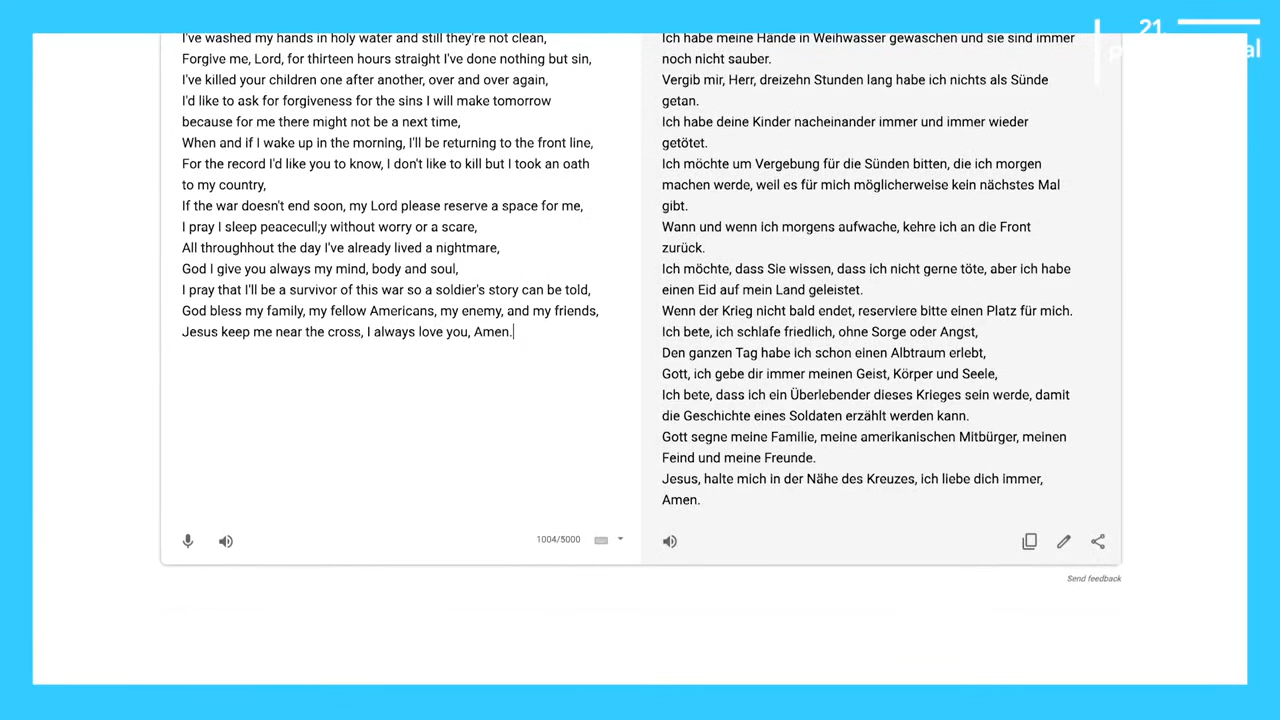 21.
I've washed my hands in holy water and still they're not clean,
Forgive me, Lord, for thirteen hours straight I've done nothing but sin,
I've killed your children one after another, over and over again,
I'd like to ask for forgiveness for the sins I will make tomorrow
because for me there might not be a next time,
When and if I wake up in the morning, I'll be returning to the front line,
For the record I'd like you to know, I don't like to kill but I took an oath
to my country,
If the war doesn't end soon, my Lord please reserve a space for me,
I pray I sleep peacecull;y without worry or a scare,
All throughhout the day I've already lived a nightmare,
God I give you always my mind, body and soul,
I pray that I'll be a survivor of this war so a soldier's story can be told,
God bless my family, my fellow Americans, my enemy, and my friends,
Jesus keep me near the cross, I always love you, Amen.
1004/5000
Ich habe meine Hände in Weihwasser gewaschen und sie sind immer
noch nicht sauber.
Vergib mir, Herr, dreizehn Stunden lang habe ich nichts als Sünde
getan.
Ich habe deine Kinder nacheinander immer und immer wieder
getötet.
Ich möchte um Vergebung für die Sünden bitten, die ich morgen
machen werde, weil es für mich möglicherweise kein nächstes Mal
gibt.
Wann und wenn ich morgens aufwache, kehre ich an die Front
zurück.
Ich möchte, dass Sie wissen, dass ich nicht gerne töte, aber ich habe
einen Eid auf mein Land geleistet.
Wenn der Krieg nicht bald endet, reserviere bitte einen Platz für mich.
Ich bete, ich schlafe friedlich, ohne Sorge oder Angst,
Den ganzen Tag habe ich schon einen Albtraum erlebt,
Gott, ich gebe dir immer meinen Geist, Körper und Seele,
Ich bete, dass ich ein Überlebender dieses Krieges sein werde, damit
die Geschichte eines Soldaten erzählt werden kann.
Gott segne meine Familie, meine amerikanischen Mitbürger, meinen
Feind und meine Freunde.
Jesus, halte mich in der Nähe des Kreuzes, ich liebe dich immer,
Amen.
Send feedback